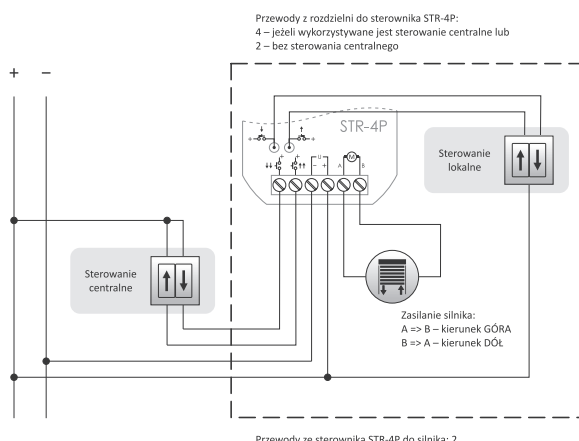 Przewody z rozdzielni do sterownika STR-4P:
4 – jeżeli wykorzystywane jest sterowanie centralne lub
2 – bez sterowania centralnego
+ –
STR-4P
+ +
+ + U M
– + A B
Sterowanie
lokalne
Sterowanie
centralne
Zasilanie silnika:
A => B – kierunek GÓRA
B => A – kierunek DÓŁ
Przewody ze sterownika STR-4P do silnika: 2